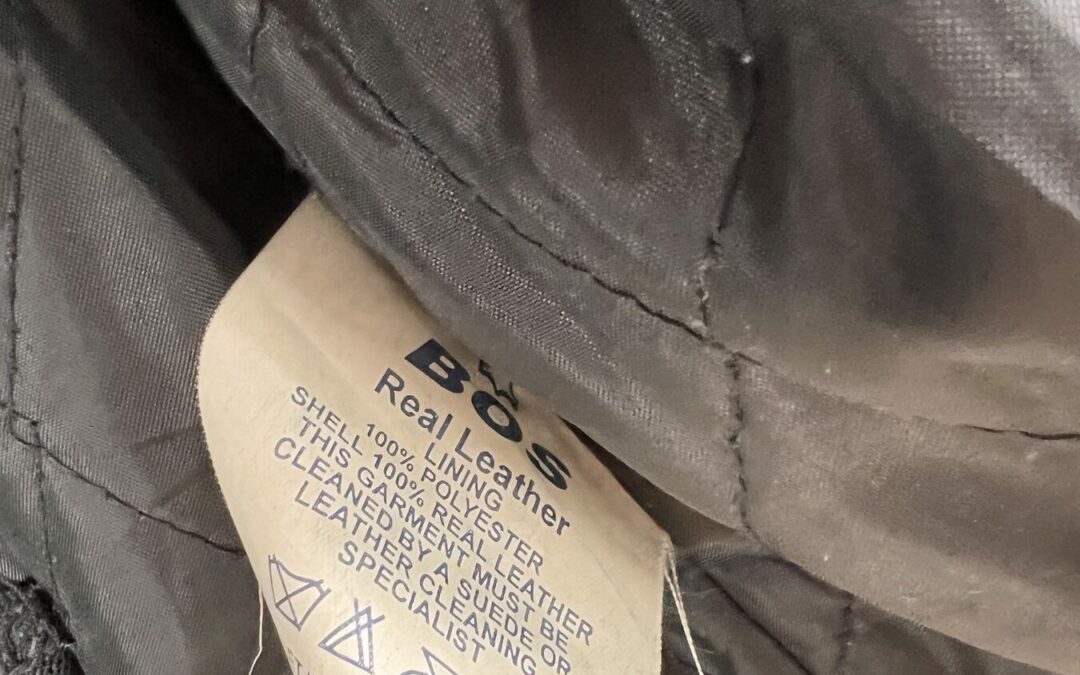 BOS
Real Leather
LINING
100% POLYESTER
SHELL 100% REAL LEATHER
THIS GARMENT MUST BE
CLEANED BY A SUEDE OR
LEATHER CLEANING
SPECIALIST